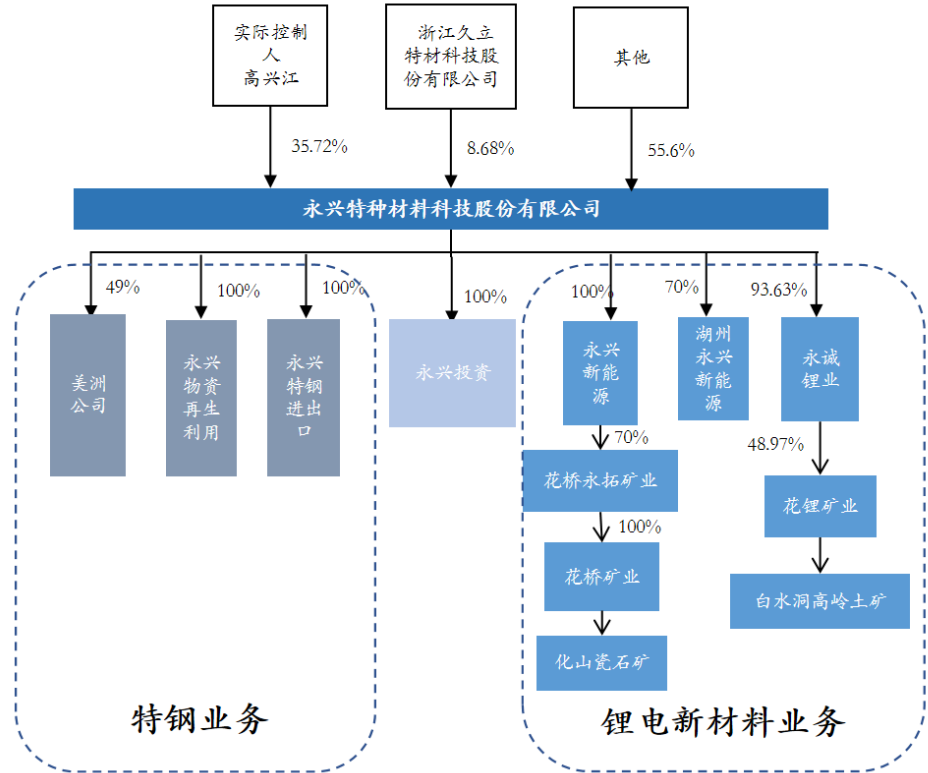 实际控制
人
高兴江
浙江久立
特材科技股
份有限公司
其他
35.72%
8.68%
55.6%
永兴特种材料科技股份有限公司
49%
100%
100%
100%
100%
70%
93.63%
美洲
公司
永兴
物资
再生
利用
永兴
特钢
进出
口
永兴投资
永兴
新能
源
湖州
永兴
新能
源
永诚
锂业
70%
48.97%
花桥永拓矿业
花锂矿业
100%
花桥矿业
白水洞高岭土矿
化山瓷石矿
特钢业务
锂电新材料业务